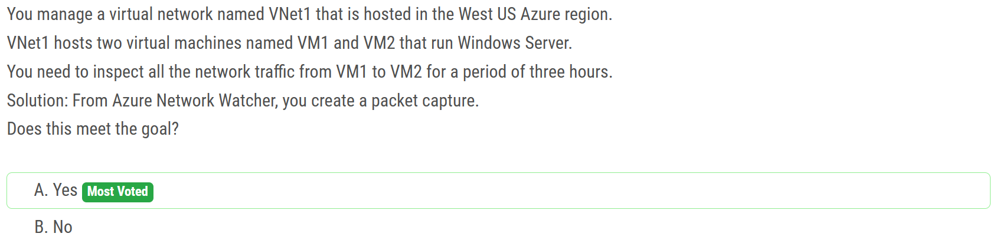 You manage a virtual network named VNet1 that is hosted in the West US Azure region.
VNet1 hosts two virtual machines named VM1 and VM2 that run Windows Server.
You need to inspect all the network traffic from VM1 to VM2 for a period of three hours.
Solution: From Azure Network Watcher, you create a packet capture.
Does this meet the goal?
A. Yes Most Voted
B. No